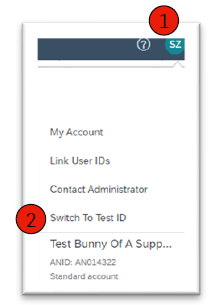 1
? SZ
My Account
Link User IDs
Contact Administrator
2 Switch To Test ID
Test Bunny Of A Supp...
ANID: AN014322
Standard account